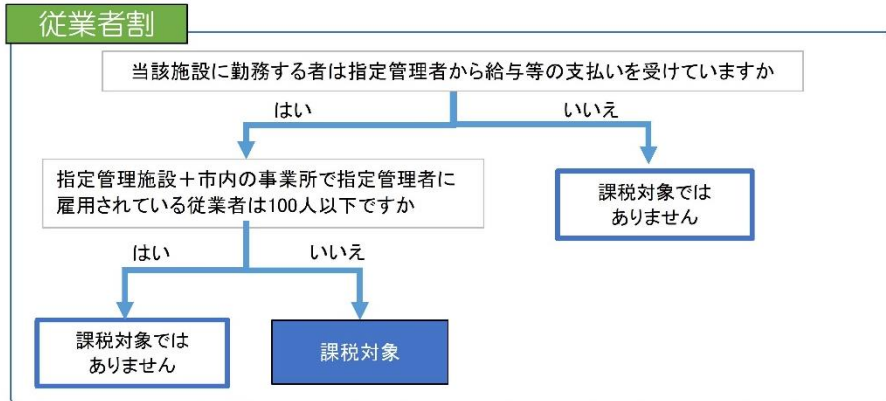 従業者割
当該施設に勤務する者は指定管理者から給与等の支払いを受けていますか
はい
いいえ
指定管理施設＋市内の事業所で指定管理者に
雇用されている従業者は100人以下ですか
課税対象では
ありません
はい
いいえ
課税対象では
ありません
課税対象